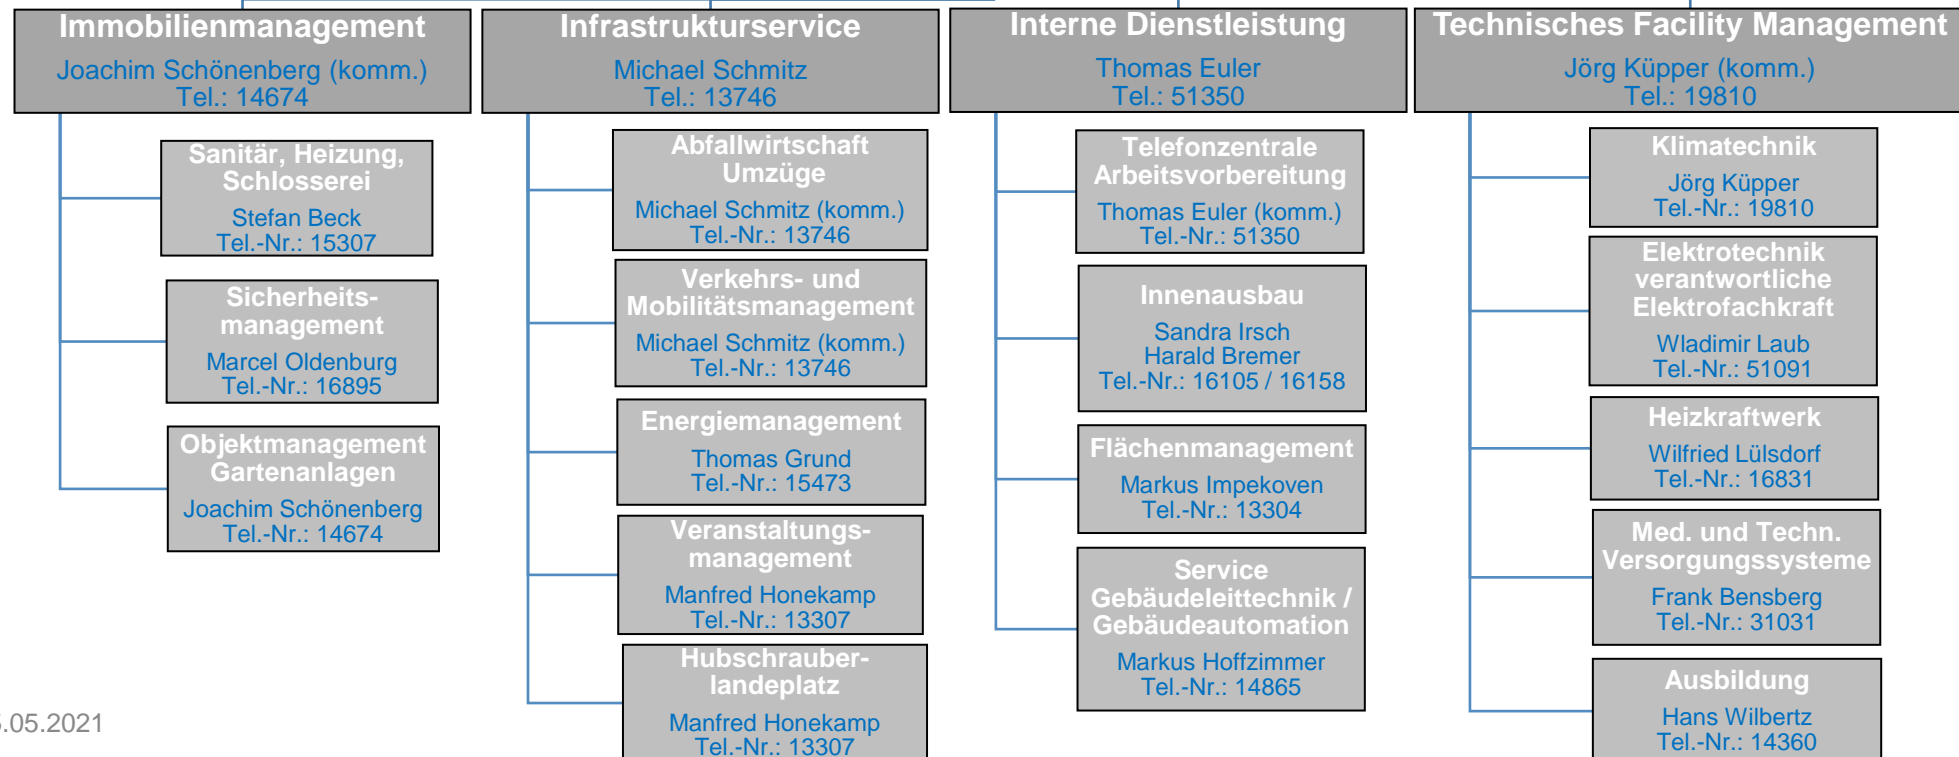 Immobilienmanagement
Joachim Schönenberg (komm.)
Tel.: 14674
Sanitär, Heizung,
Schlosserei
Stefan Beck
Tel.-Nr.: 15307
Sicherheits-
management
Marcel Oldenburg
Tel.-Nr.: 16895
Objektmanagement
Gartenanlagen
Joachim Schönenberg
Tel.-Nr.: 14674
Infrastrukturservice
Michael Schmitz
Tel.: 13746
Abfallwirtschaft
Umzüge
Michael Schmitz (komm.)
Tel.-Nr.: 13746
Verkehrs- und
Mobilitätsmanagement
Michael Schmitz (komm.)
Tel.-Nr.: 13746
Energiemanagement
Thomas Grund
Tel.-Nr.: 15473
Veranstaltungs-
management
Manfred Honekamp
Tel.-Nr.: 13307
Hubschrauber-
landeplatz
Manfred Honekamp
Tel.-Nr.: 13307
Interne Dienstleistung
Thomas Euler
Tel.: 51350
Telefonzentrale
Arbeitsvorbereitung
Thomas Euler (komm.)
Tel.-Nr.: 51350
Innenausbau
Sandra Irsch
Harald Bremer
Tel.-Nr.: 16105 / 16158
Flächenmanagement
Markus Impekoven
Tel.-Nr.: 13304
Service
Gebäudeleittechnik /
Gebäudeautomation
Markus Hoffzimmer
Tel.-Nr.: 14865
Technisches Facility Management
Jörg Küpper (komm.)
Tel.: 19810
Klimatechnik
Jörg Küpper
Tel.-Nr.: 19810
Elektrotechnik
verantwortliche
Elektrofachkraft
Wladimir Laub
Tel.-Nr.: 51091
Heizkraftwerk
Wilfried Lülsdorf
Tel.-Nr.: 16831
Med. und Techn.
Versorgungssysteme
Frank Bensberg
Tel.-Nr.: 31031
Ausbildung
Hans Wilbertz
Tel.-Nr.: 14360
.05.2021